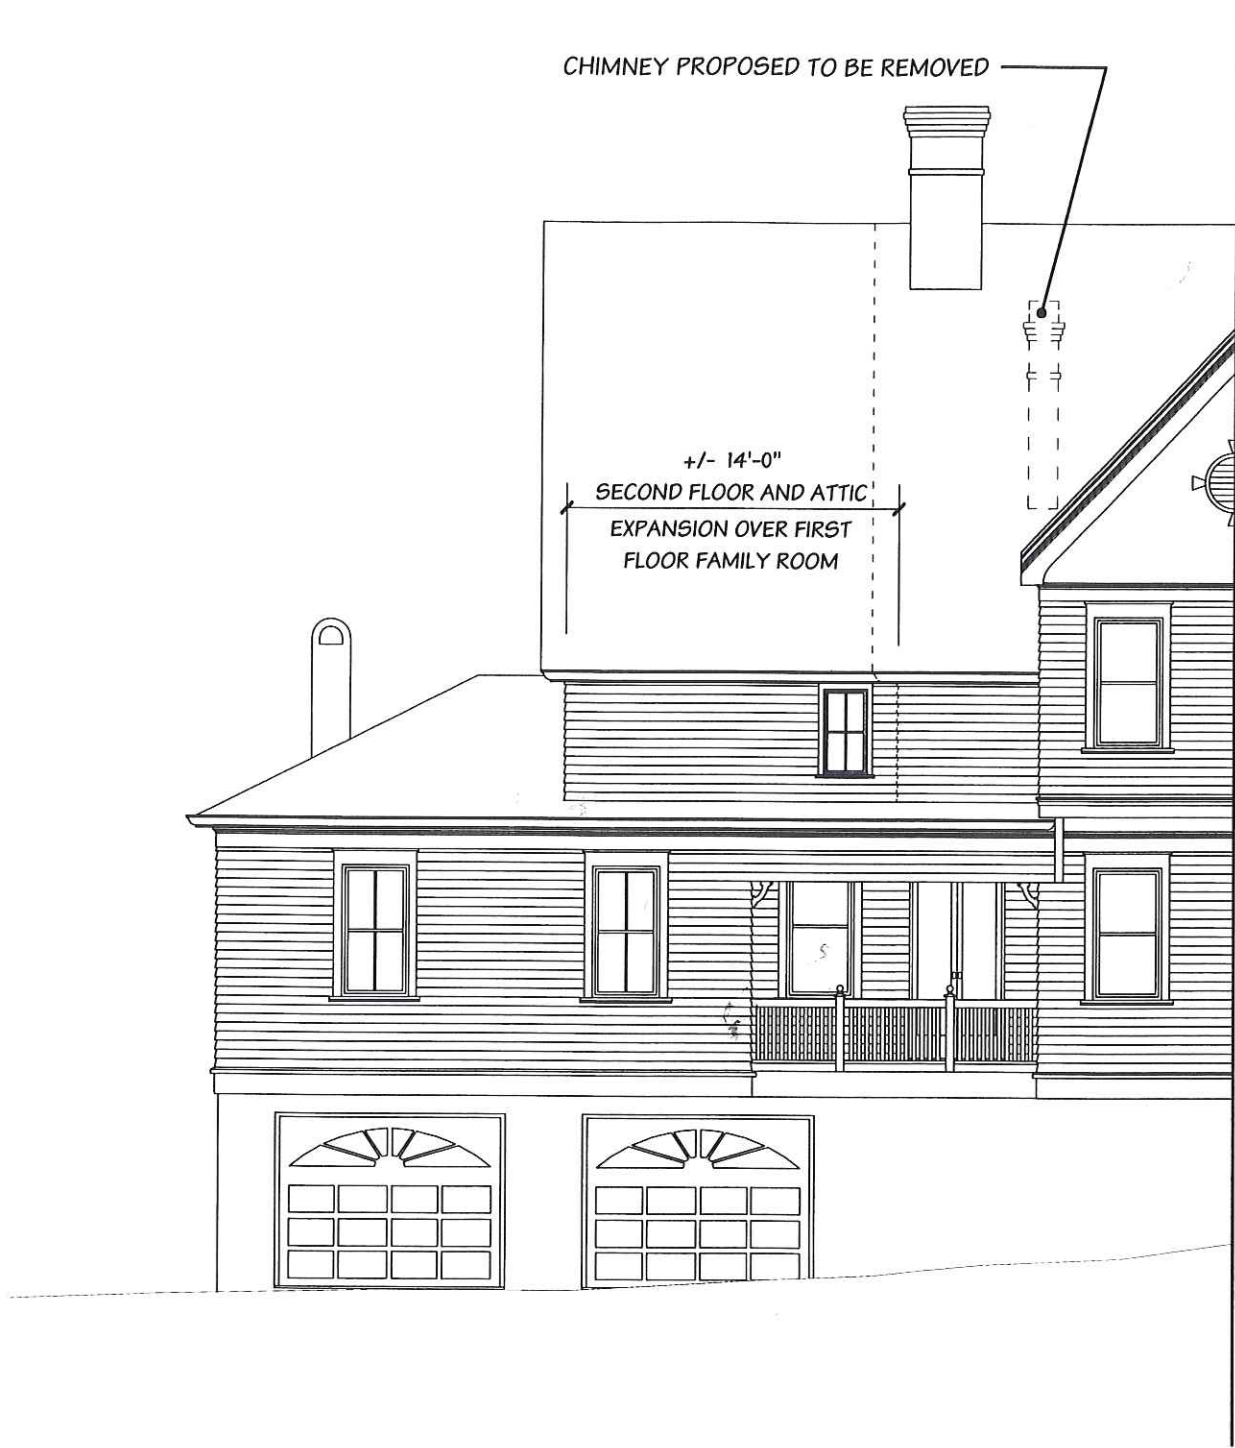 CHIMNEY PROPOSED TO BE REMOVED
+/- 14'-0"
SECOND FLOOR AND ATTIC
EXPANSION OVER FIRST
FLOOR FAMILY ROOM